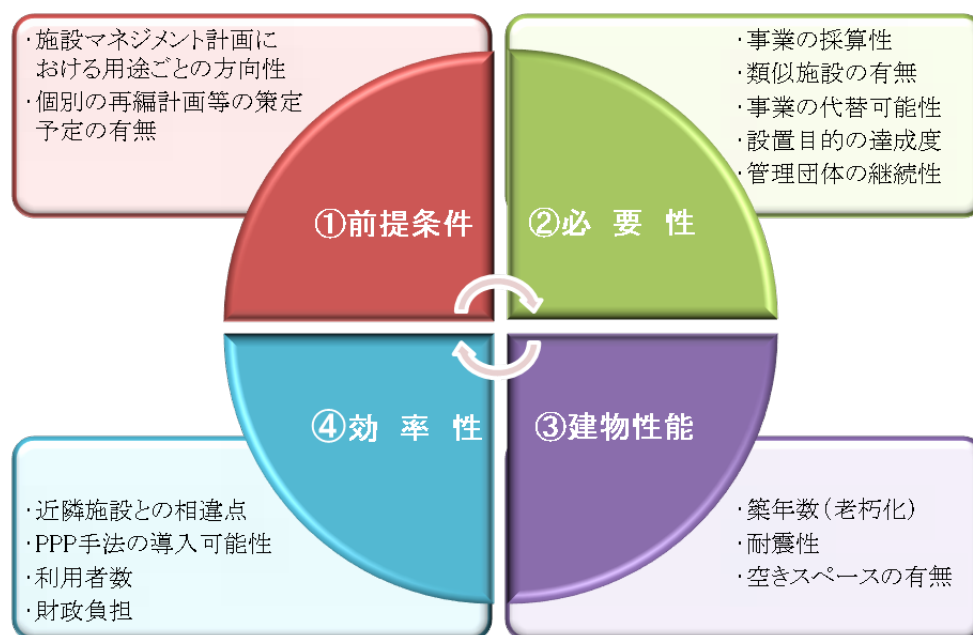 ・施設マネジメント計画に
おける用途ごとの方向性
・個別の再編計画等の策定
予定の有無
①前提条件
・事業の採算性
・類似施設の有無
・事業の代替可能性
・設置目的の達成度
・管理団体の継続性
②必 要 性
④効 率 性
・近隣施設との相違点
・PPP手法の導入可能性
・利用者数
・財政負担
③建物性能
・築年数(老朽化)
・耐震性
・空きスペースの有無